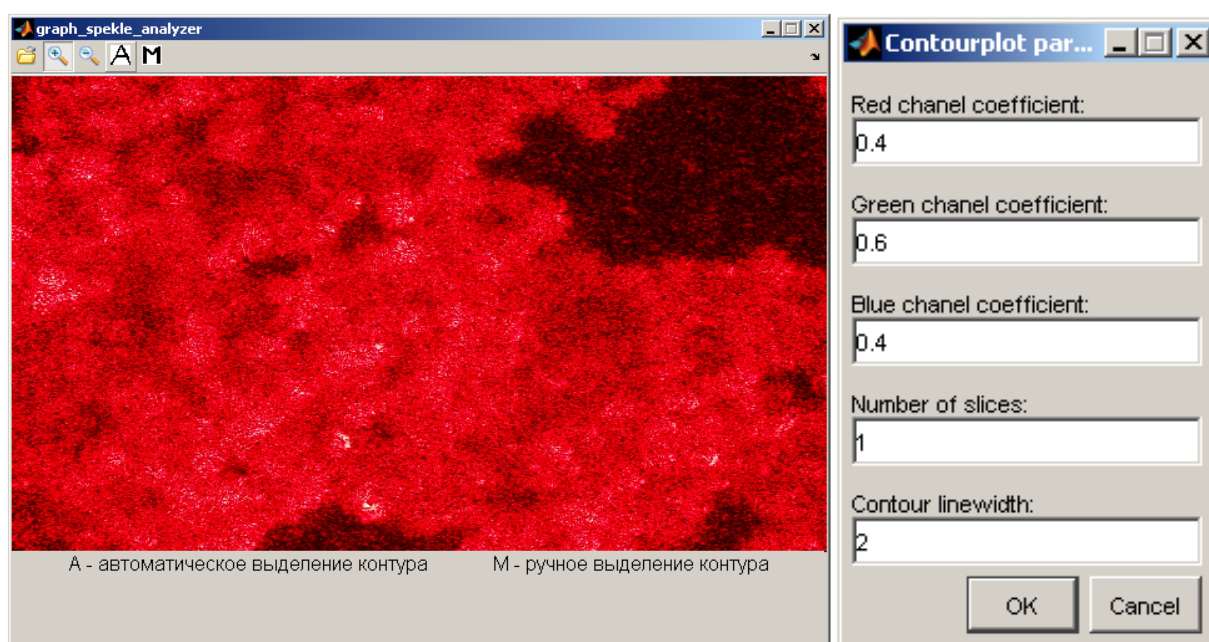 graph_spekle_analyzer
A M
A - автоматическое выделение контура
М - ручное выделение контура
Contourplot par...
Red chanel coefficient:
0.4
Green chanel coefficient:
0.6
Blue chanel coefficient:
0.4
Number of slices:
1
Contour linewidth:
2
OK
Cancel